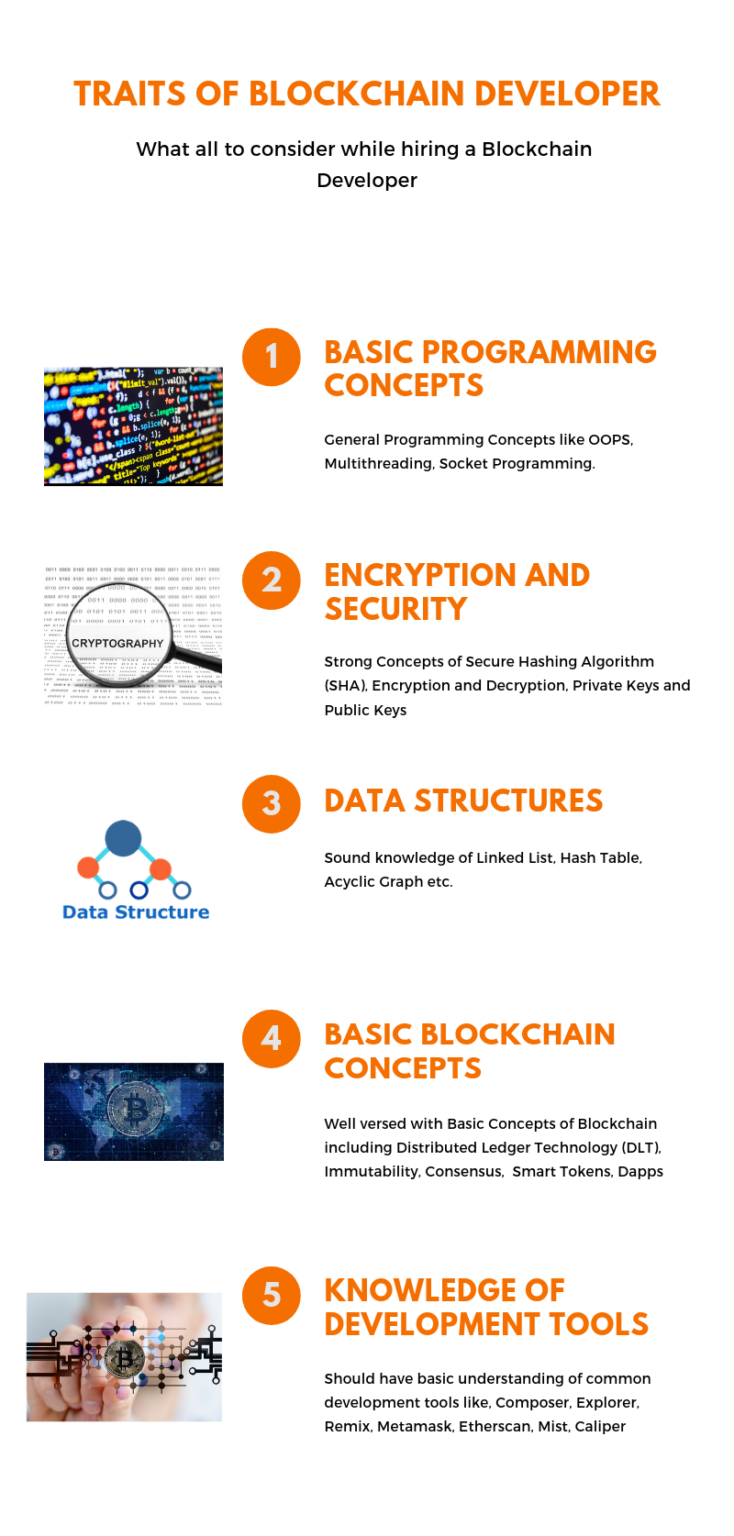 TRAITS OF BLOCKCHAIN DEVELOPER
What all to consider while hiring a Blockchain
Developer
1
BASIC PROGRAMMING
CONCEPTS
General Programming Concepts like OOPS,
Multithreading, Socket Programming.
2
ENCRYPTION AND
SECURITY
CRYPTOGRAPHY
Strong Concepts of Secure Hashing Algorithm
(SHA), Encryption and Decryption, Private Keys and
Public Keys
3
DATA STRUCTURES
Sound knowledge of Linked List, Hash Table,
Acyclic Graph etc.
Data Structure
4
BASIC BLOCKCHAIN
CONCEPTS
Well versed with Basic Concepts of Blockchain
including Distributed Ledger Technology (DLT),
Immutability, Consensus,  Smart Tokens, Dapps
5
KNOWLEDGE OF
DEVELOPMENT TOOLS
Should have basic understanding of common
development tools like, Composer, Explorer,
Remix, Metamask, Etherscan, Mist, Caliper